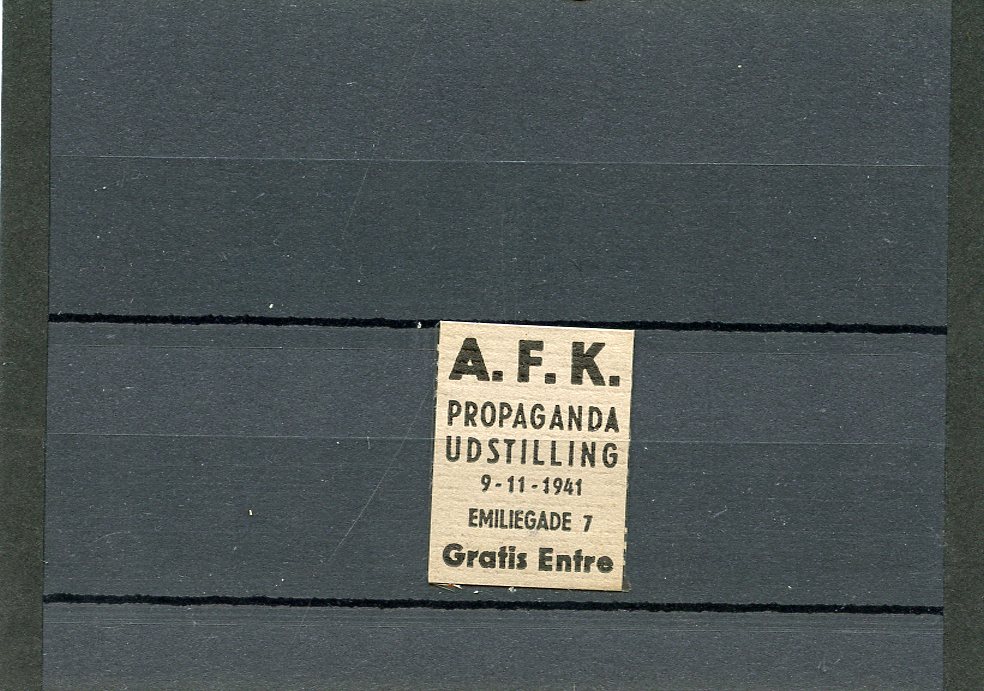 A. F. K.
PROPAGANDA
UDSTILLING
9-11-1941
EMILIEGADE 7
Gratis Entre